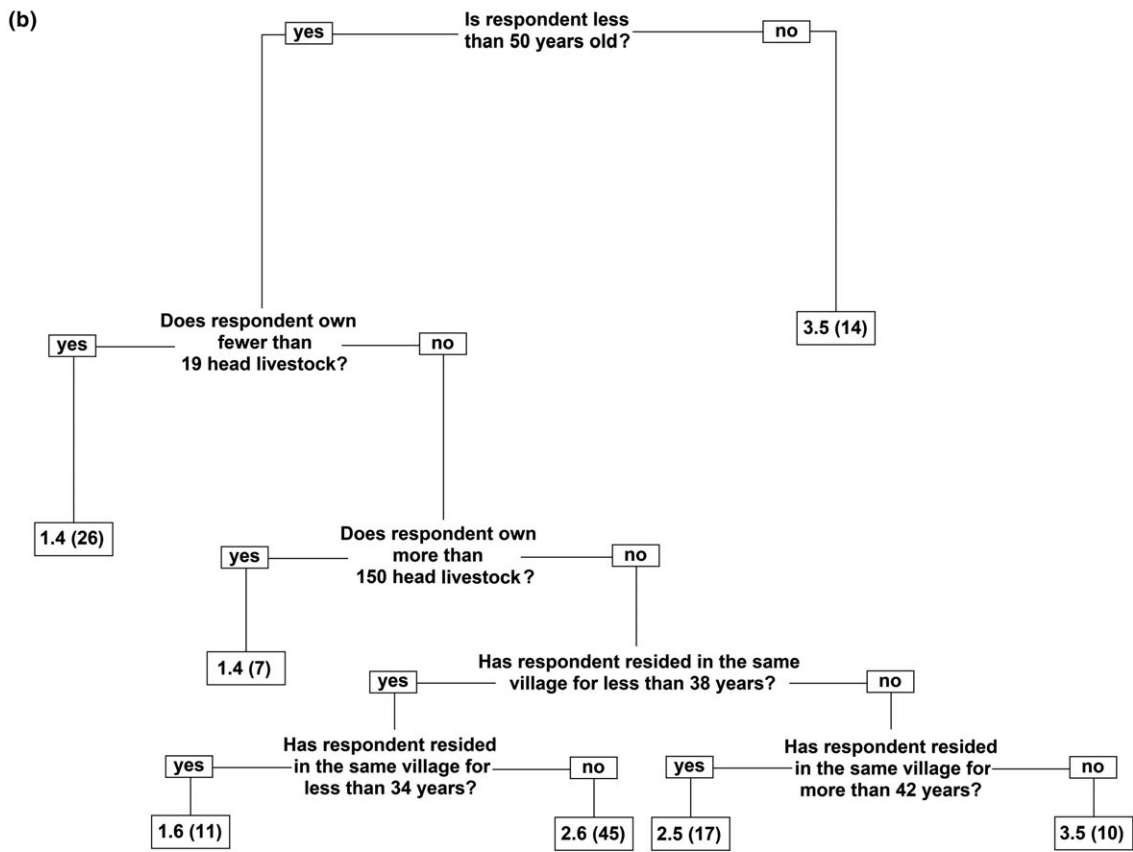 (b)
Is respondent less
than 50 years old?
yes
no
3.5 (14)
Does respondent own
fewer than
19 head livestock?
yes
no
1.4 (26)
Does respondent own
more than
150 head livestock?
yes
no
1.4 (7)
Has respondent resided in the same
village for less than 38 years?
yes
no
Has respondent resided
in the same village for
less than 34 years?
yes
no
Has respondent resided
in the same village for
more than 42 years?
yes
no
1.6 (11)
2.6 (45)
2.5 (17)
3.5 (10)